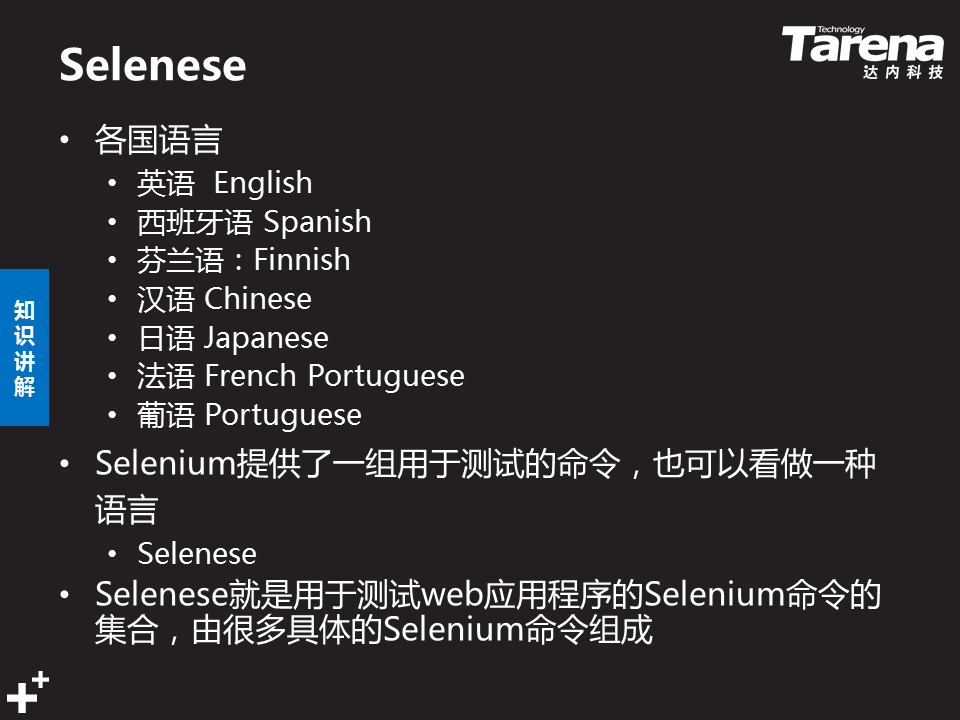 Selenese
Technology
Tarena
达内科技
• 各国语言
• 英语  English
• 西班牙语 Spanish
• 芬兰语：Finnish
• 汉语 Chinese
• 日语 Japanese
• 法语 French Portuguese
• 葡语 Portuguese
知
识
讲
解
• Selenium提供了一组用于测试的命令，也可以看做一种
语言
• Selenese
• Selenese就是用于测试web应用程序的Selenium命令的
集合，由很多具体的Selenium命令组成